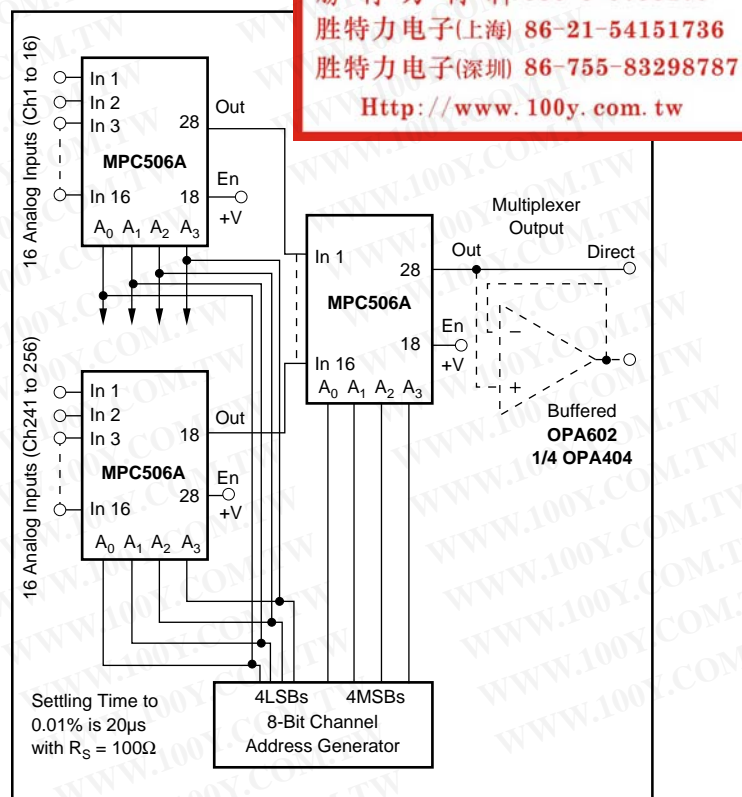 胜特力电子(上海) 86-21-54151736
胜特力电子(深圳) 86-755-83298787
Http://www.100y.com.tw
16 Analog Inputs (Ch1 to 16)
In 1
In 2
In 3
In 16
28
Out
MPC506A
18
En
+V
A0 A1 A2 A3
16 Analog Inputs (Ch241 to 256)
In 1
In 2
In 3
In 16
18
Out
MPC506A
28
En
+V
A0 A1 A2 A3
In 1
In 16
28
Out
MPC506A
18
En
+V
A0 A1 A2 A3
Multiplexer
Output
Direct
−
+
Buffered
OPA602
1/4 OPA404
4LSBs 4MSBs
8-Bit Channel
Address Generator
Settling Time to
0.01% is 20µs
with RS = 100Ω
WWW.100Y.COM.TW